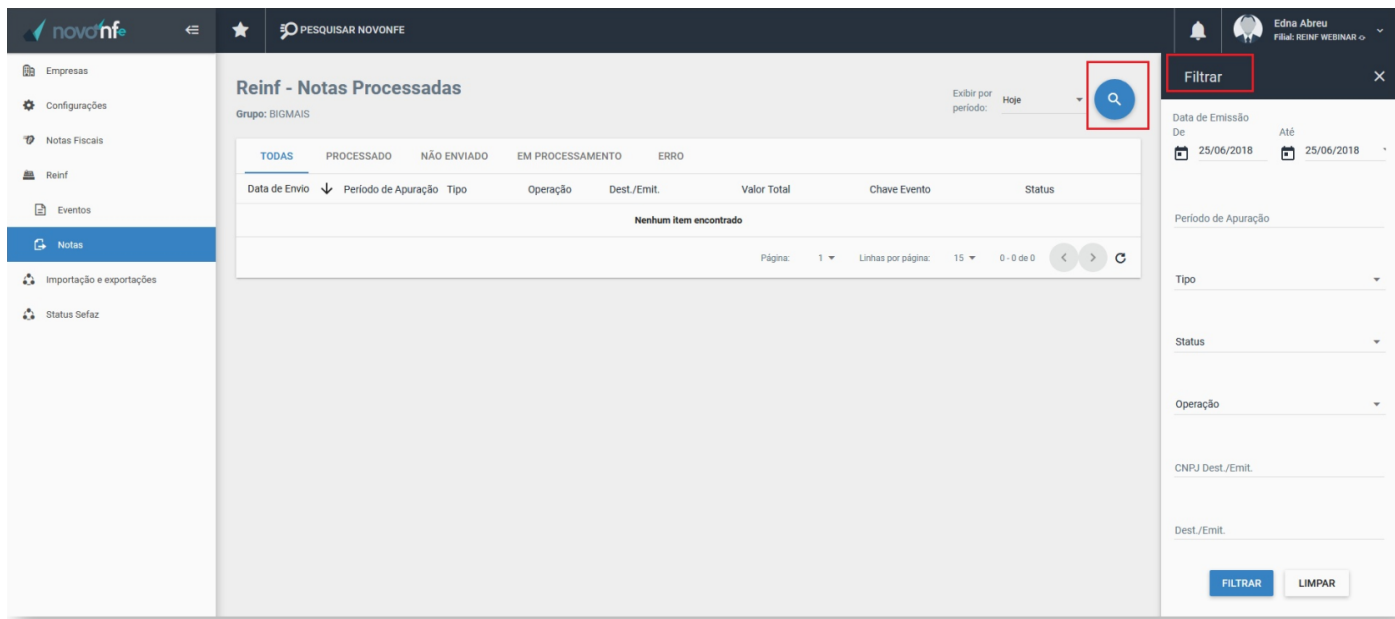 novonfe
PESQUISAR NOVONFE
Edna Abreu
Filial: REINF WEBINAR
Empresas
Configurações
Notas Fiscais
Reinf
Eventos
Notas
Importação e exportações
Status Sefaz
Reinf - Notas Processadas
Grupo: BIGMAIS
Exibir por
período:
Hoje
TODAS PROCESSADO NÃO ENVIADO EM PROCESSAMENTO ERRO
Data de Envio Período de Apuração Tipo Operação Dest./Emit. Valor Total Chave Evento Status
Nenhum item encontrado
Página: 1 Linhas por página: 15 0 - 0 de 0
Filtrar
Data de Emissão
De Até
25/06/2018 25/06/2018
Período de Apuração
Tipo
Status
Operação
CNPJ Dest./Emit.
Dest./Emit.
FILTRAR LIMPAR